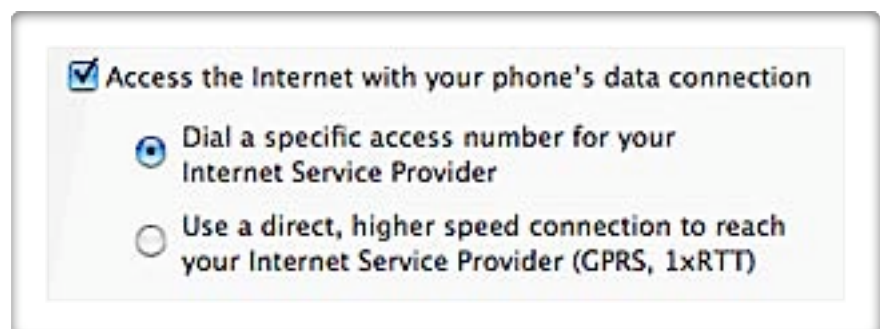 Access the Internet with your phone's data connection
Dial a specific access number for your
Internet Service Provider
Use a direct, higher speed connection to reach
your Internet Service Provider (GPRS, 1xRTT)